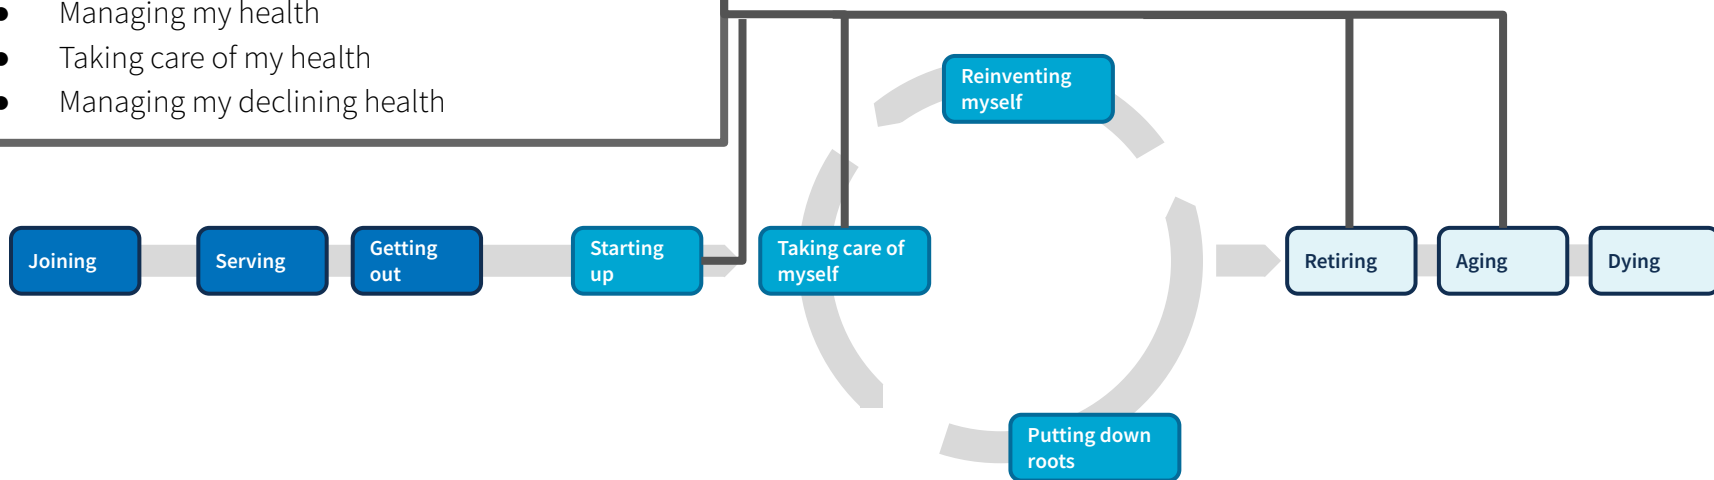 ● Managing my health
● Taking care of my health
● Managing my declining health
Reinventing
myself
Joining
Serving
Getting
out
Starting
up
Taking care of
myself
Retiring
Aging
Dying
Putting down
roots